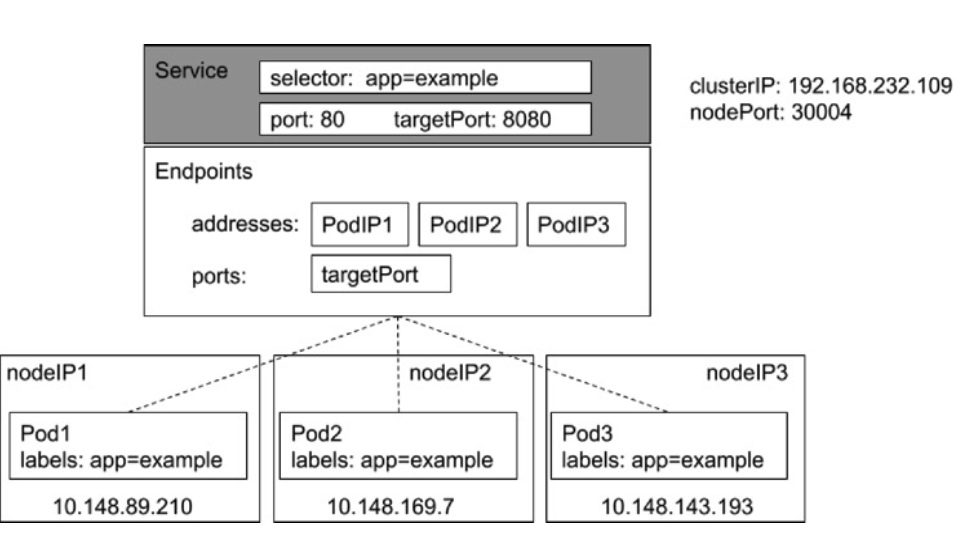 Service
selector: app=example
port: 80 targetPort: 8080
clusterIP: 192.168.232.109
nodePort: 30004
Endpoints
addresses: PodIP1 PodIP2 PodIP3
ports: targetPort
nodeIP1
Pod1
labels: app=example
10.148.89.210
nodeIP2
Pod2
labels: app=example
10.148.169.7
nodeIP3
Pod3
labels: app=example
10.148.143.193